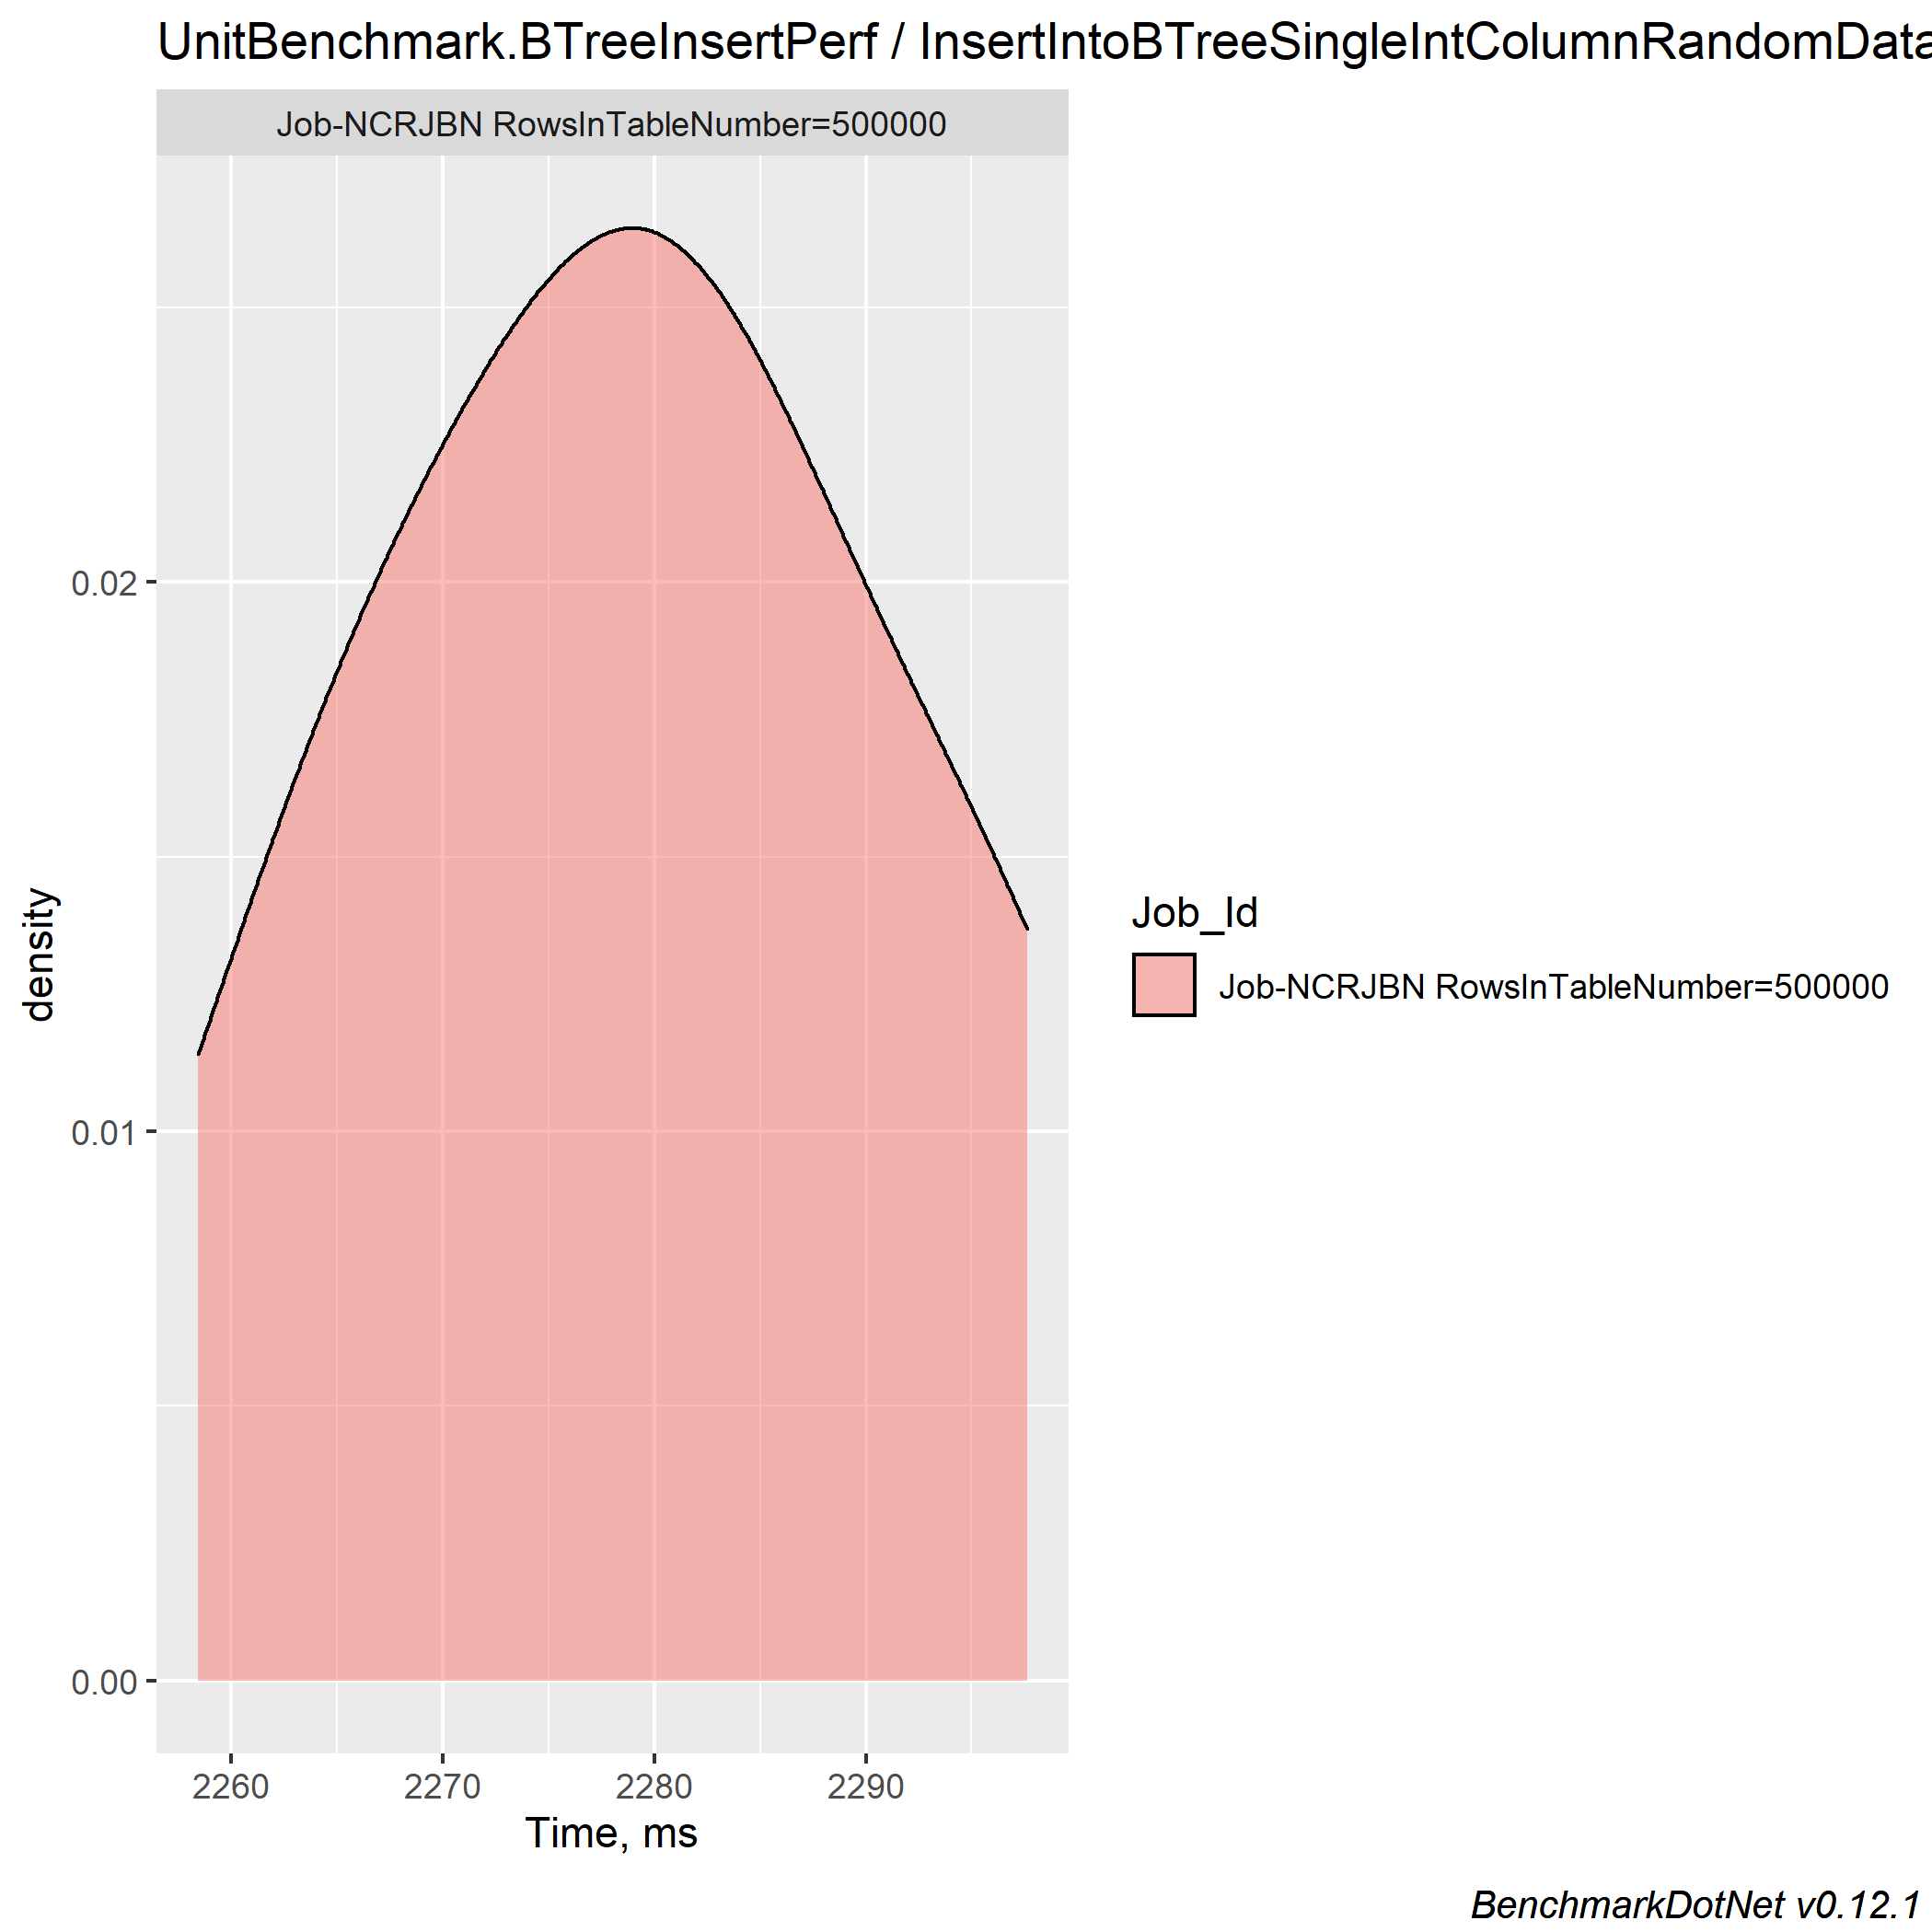 UnitBenchmark.BTreeInsertPerf / InsertIntoBTreeSingleIntColumnRandomData
Job-NCRJBN RowsInTableNumber=500000
density
0.02
0.01
0.00
2260 2270 2280 2290
Time, ms
Job_Id
Job-NCRJBN RowsInTableNumber=500000
BenchmarkDotNet v0.12.1